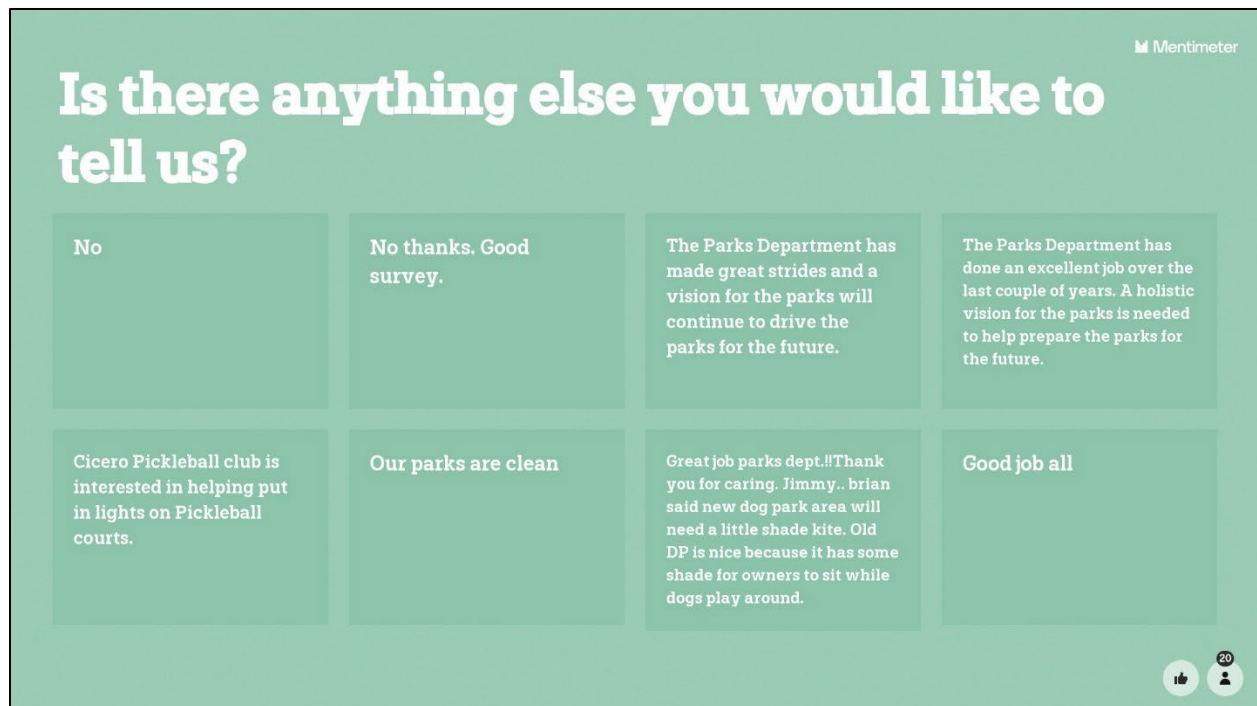 Mentimeter
Is there anything else you would like to
tell us?
No
No thanks. Good
survey.
The Parks Department has
made great strides and a
vision for the parks will
continue to drive the
parks for the future.
The Parks Department has
done an excellent job over the
last couple of years. A holistic
vision for the parks is needed
to help prepare the parks for
the future.
Cicero Pickleball club is
interested in helping put
in lights on Pickleball
courts.
Our parks are clean
Great job parks dept.!!Thank
you for caring. Jimmy.. brian
said new dog park area will
need a little shade kite. Old
DP is nice because it has some
shade for owners to sit while
dogs play around.
Good job all
20